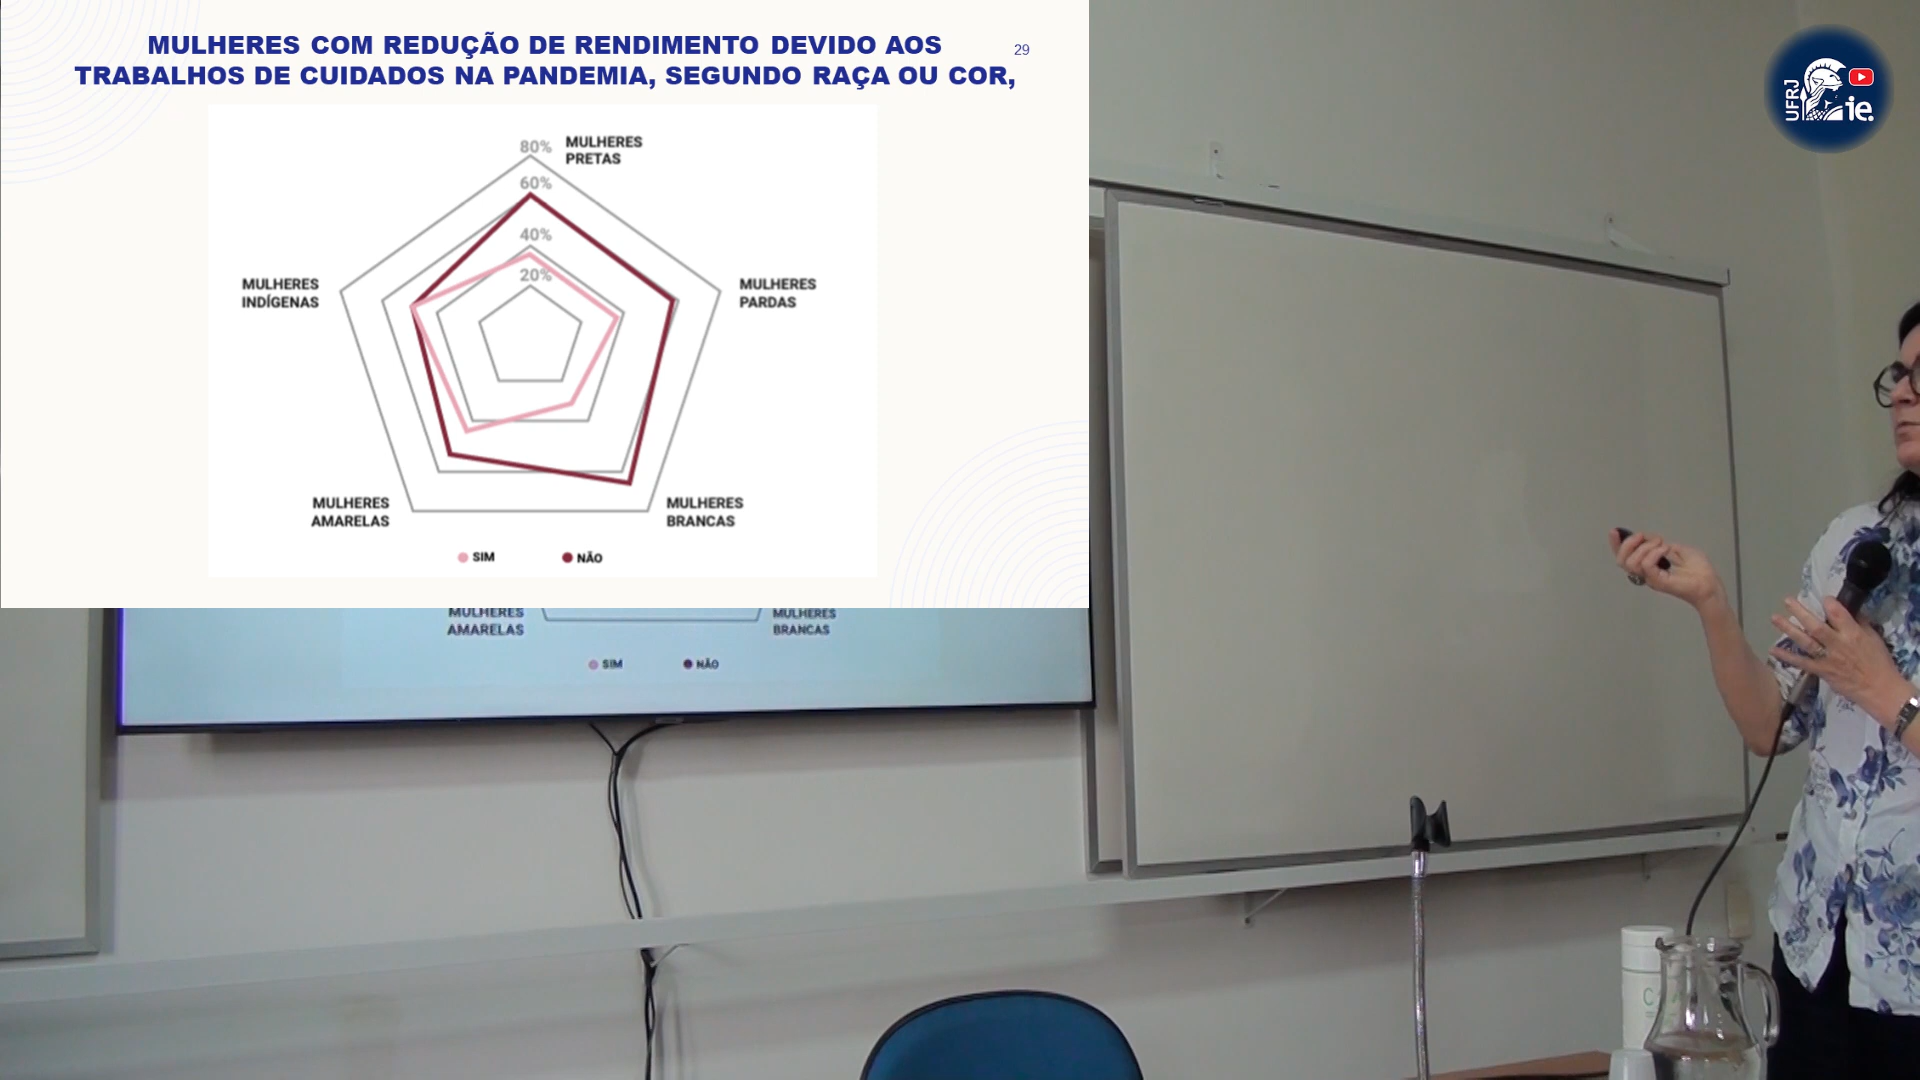 MULHERES COM REDUÇÃO DE RENDIMENTO DEVIDO AOS
TRABALHOS DE CUIDADOS NA PANDEMIA, SEGUNDO RAÇA OU COR,
29
80%
MULHERES
PRETAS
60%
40%
20%
MULHERES
INDÍGENAS
MULHERES
PARDAS
MULHERES
AMARELAS
MULHERES
BRANCAS
SIM
NÃO
MULHERES
AMARELAS
MULHERES
BRANCAS
SIM
NÃO
UFRJ
ie.